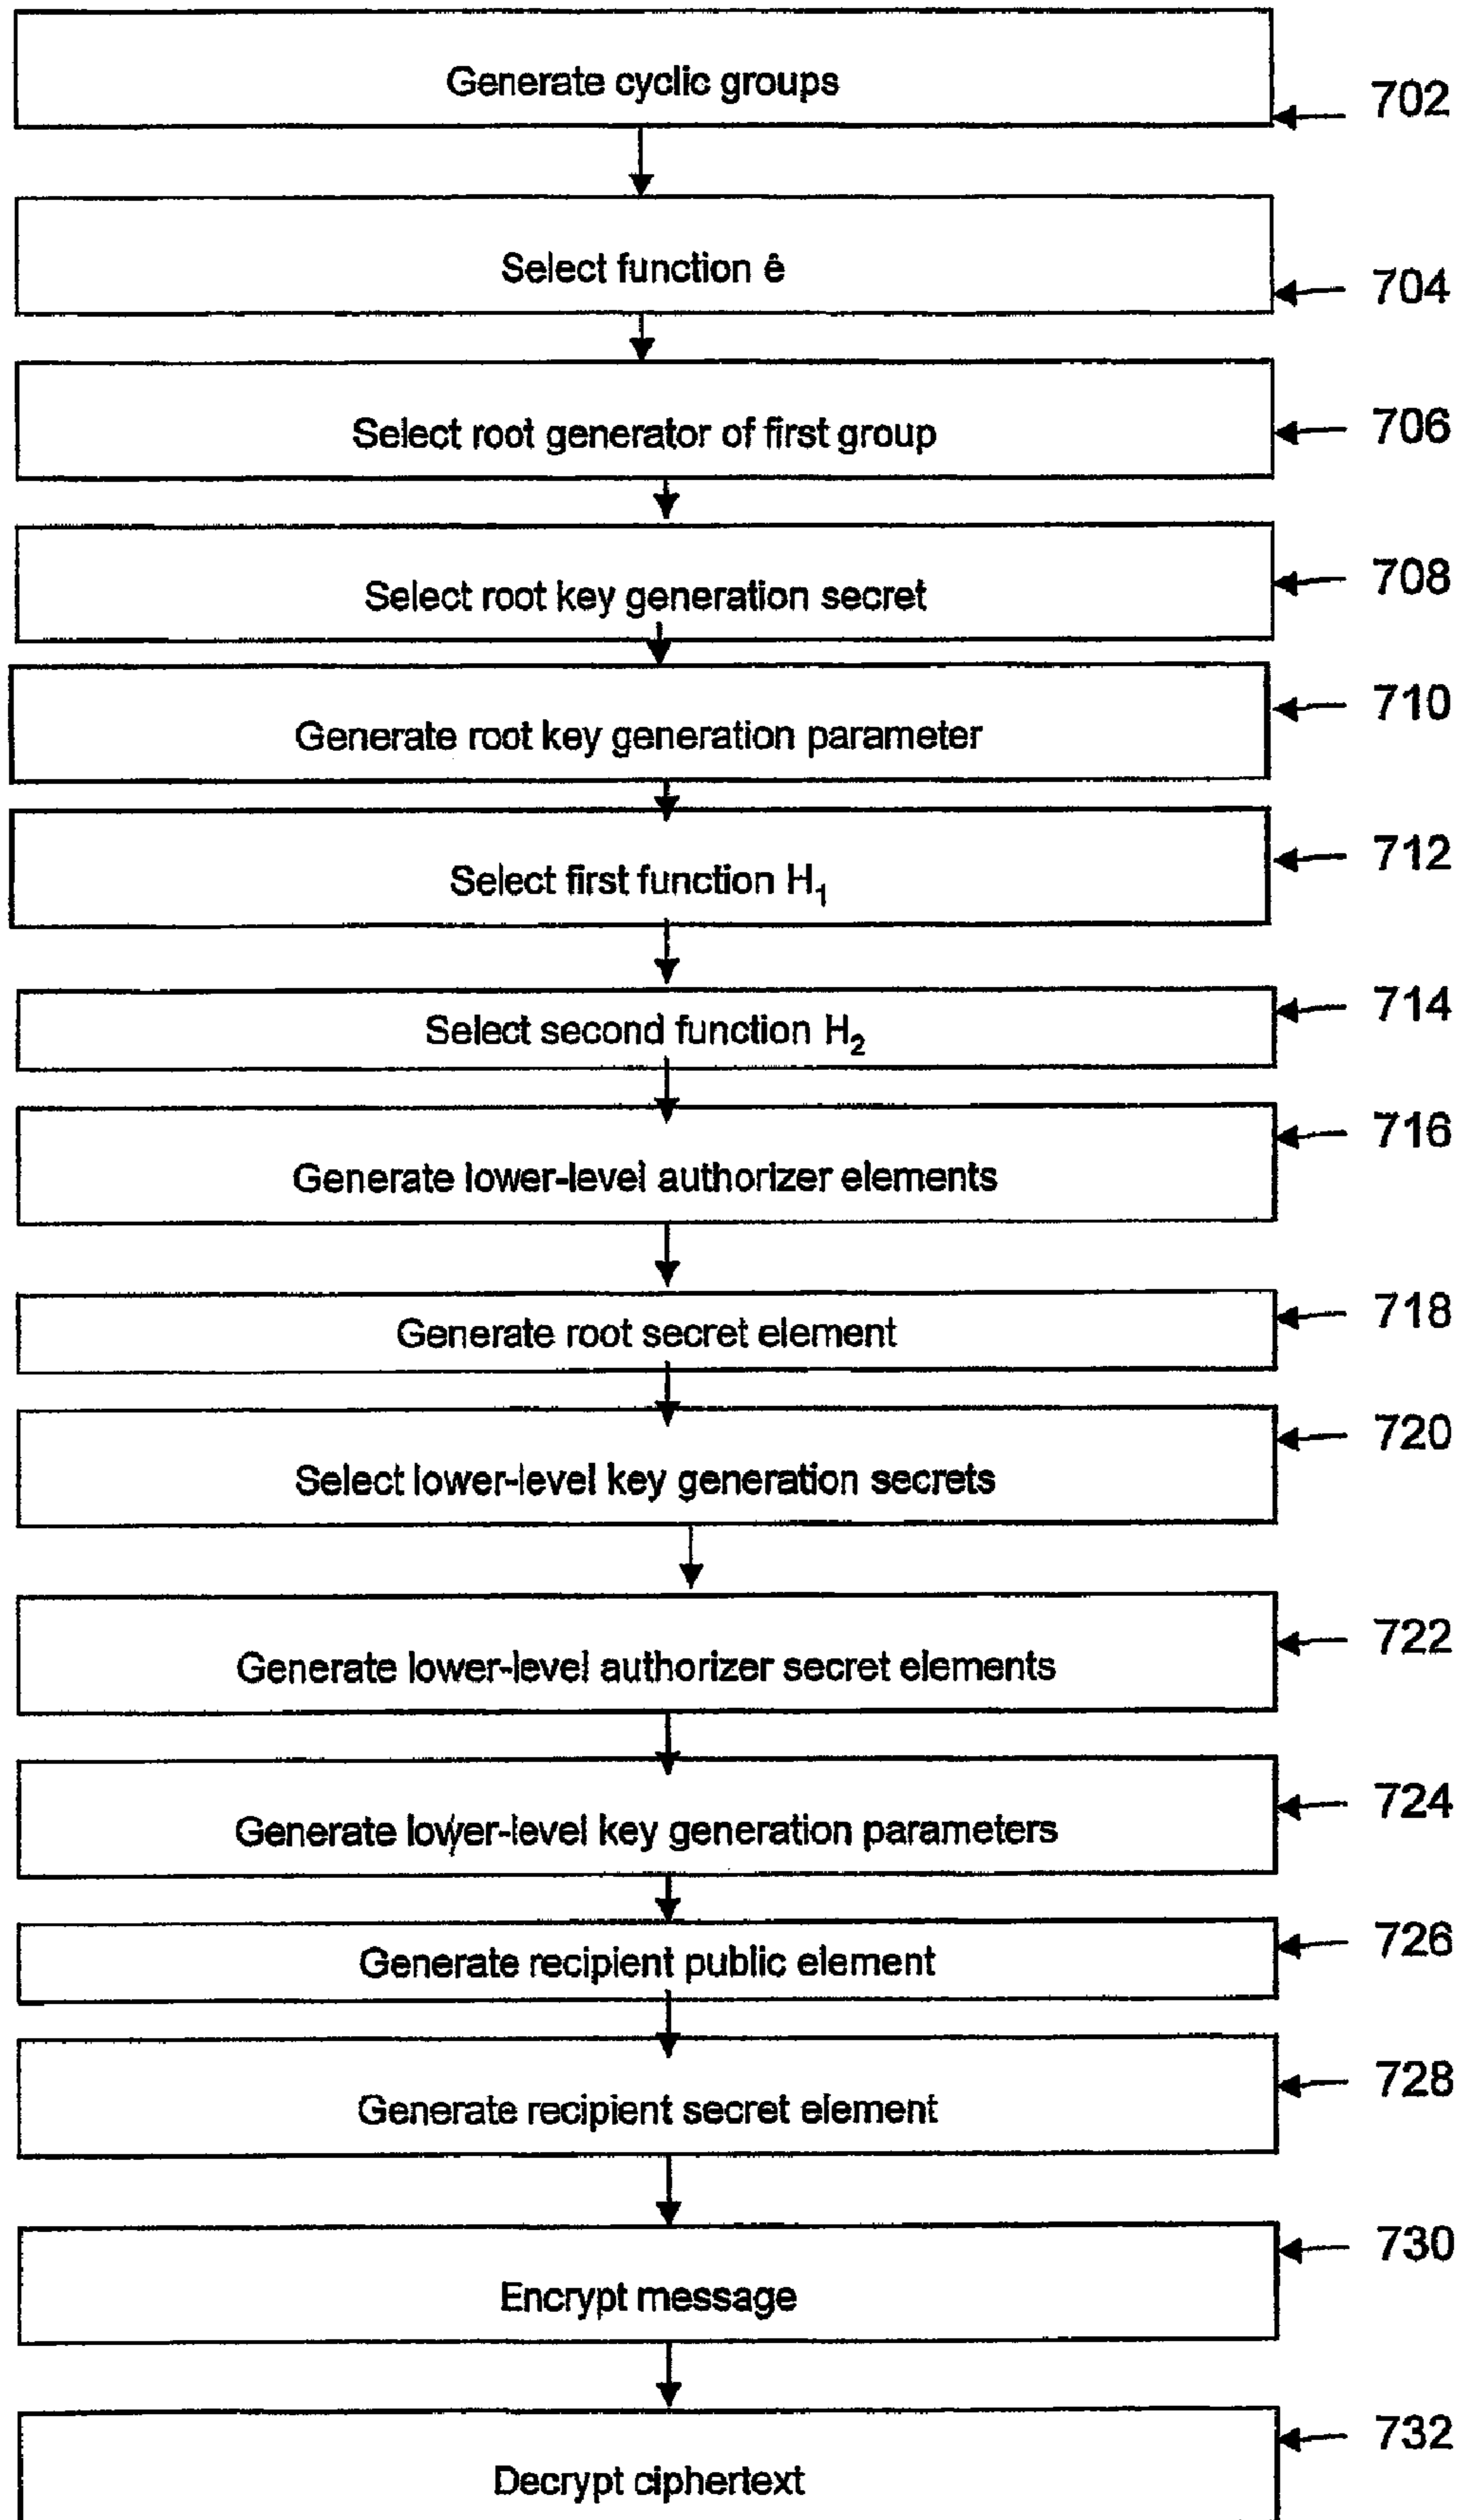 Generate cyclic groups
702
Select function ê
704
Select root generator of first group
706
Select root key generation secret
708
Generate root key generation parameter
710
Select first function H₁
712
Select second function H₂
714
Generate lower-level authorizer elements
716
Generate root secret element
718
Select lower-level key generation secrets
720
Generate lower-level authorizer secret elements
722
Generate lower-level key generation parameters
724
Generate recipient public element
726
Generate recipient secret element
728
Encrypt message
730
Decrypt ciphertext
732